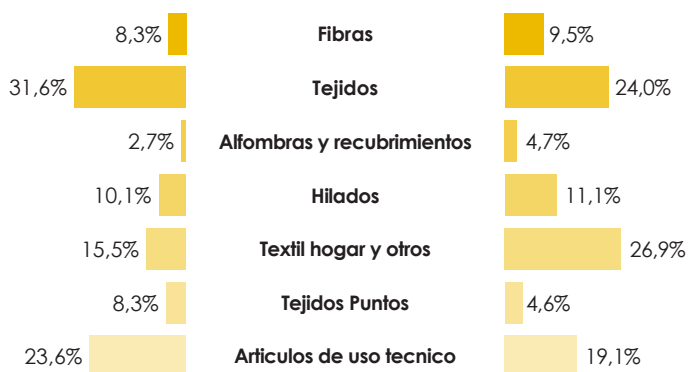 8,3% Fibras 9,5%
31,6% Tejidos 24,0%
2,7% Alfombras y recubrimientos 4,7%
10,1% Hilados 11,1%
15,5% Textil hogar y otros 26,9%
8,3% Tejidos Puntos 4,6%
23,6% Articulos de uso tecnico 19,1%